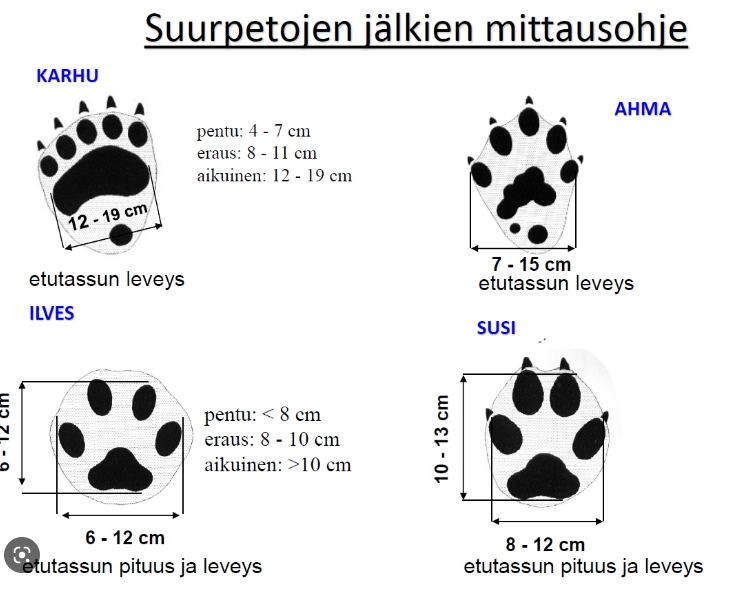 Suurpetojen jälkien mittausohje
KARHU
pentu: 4 - 7 cm
eraus: 8 - 11 cm
aikuinen: 12 - 19 cm
12 - 19 cm
etutassun leveys
AHMA
7 - 15 cm
etutassun leveys
ILVES
6 - 12 cm
pentu: < 8 cm
eraus: 8 - 10 cm
aikuinen: >10 cm
6 - 12 cm
etutassun pituus ja leveys
SUSI
10 - 13 cm
8 - 12 cm
etutassun pituus ja leveys